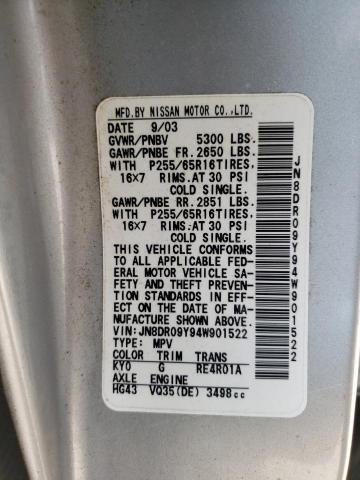 MFD.BY NISSAN MOTOR CO.,LTD.
DATE 9/03
GVWR/PNBV 5300 LBS.
GAWR/PNBE FR.2650 LBS.
WITH P255/65R16TIRES,
16×7 RIMS.AT 30 PSI
COLD SINGLE.
GAWR/PNBE RR.2851 LBS.
WITH P255/65R16TIRES,
16×7 RIMS.AT 30 PSI
COLD SINGLE.
THIS VEHICLE CONFORMS
TO ALL APPLICABLE FED-
ERAL MOTOR VEHICLE SA-
FETY AND THEFT PREVEN-
TION STANDARDS IN EFF-
ECT ON THE DATE OF MA-
NUFACTURE SHOWN ABOVE.
VIN:JN8DR09Y94W901522
TYPE: MPV
COLOR TRIM TRANS
KY0 G RE4R01A
AXLE ENGINE
HG43 VQ35(DE) 3498cc
JN8DR09Y94W901522